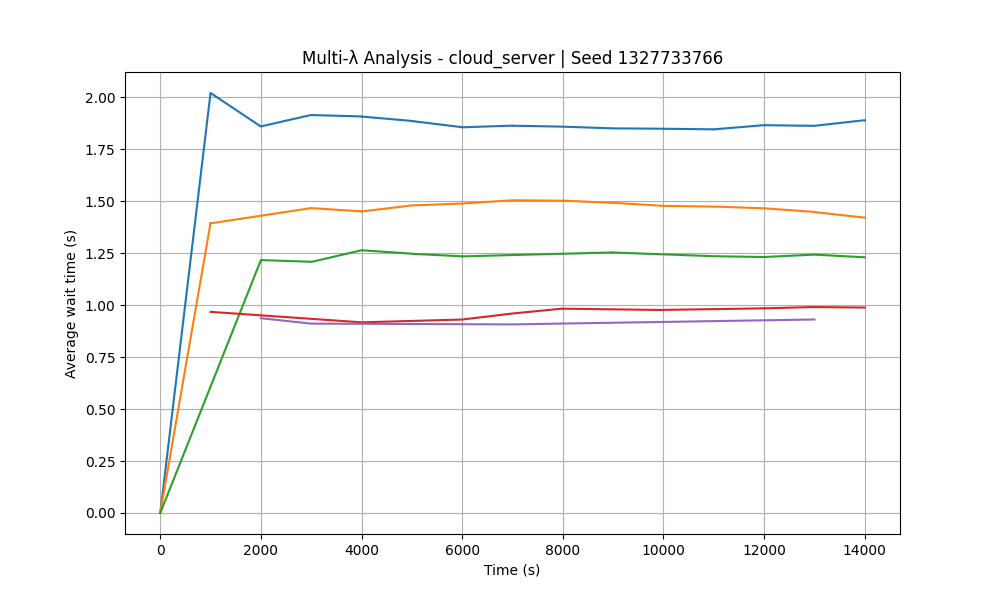 Multi-λ Analysis - cloud_server | Seed 1327733766
2.00
1.75
1.50
1.25
1.00
0.75
0.50
0.25
0.00
Average wait time (s)
0 2000 4000 6000 8000 10000 12000 14000
Time (s)